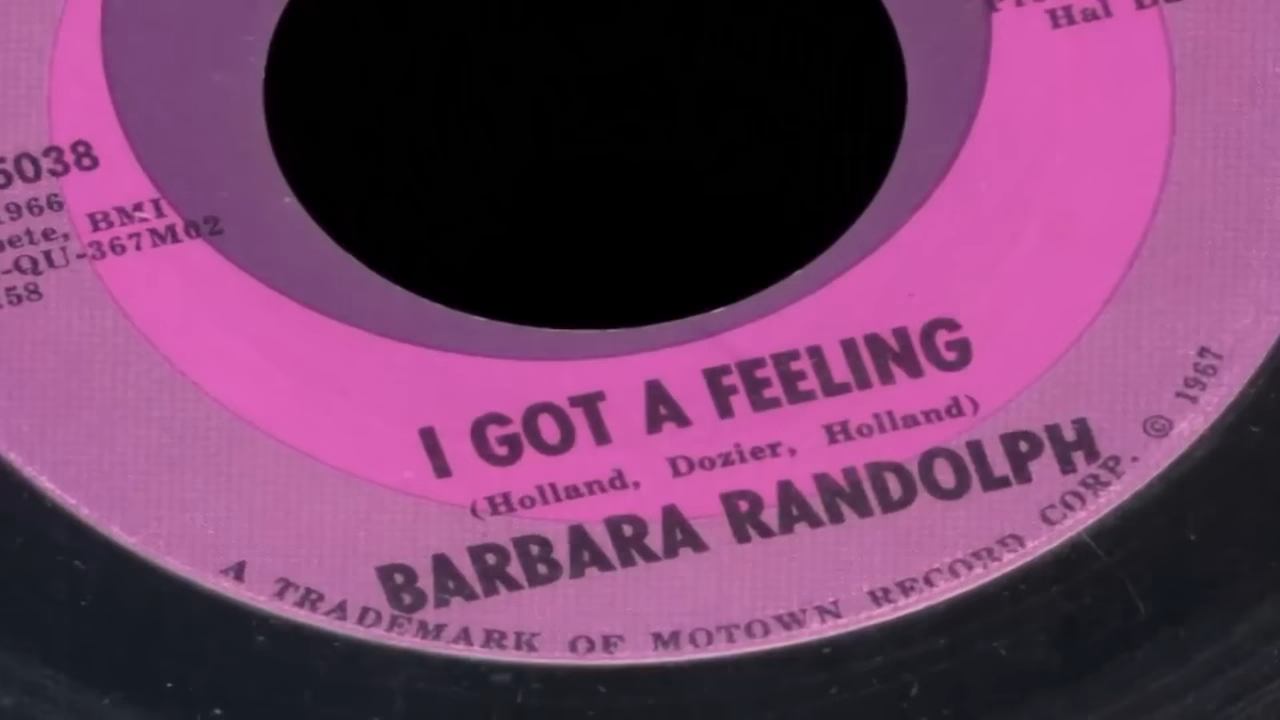 Hal
5038
1966
BMI
-QU-367M02
58
I GOT A FEELING
(Holland, Dozier, Holland)
BARBARA RANDOLPH
A TRADEMARK OF MOTOWN RECORD CORP. © 1967